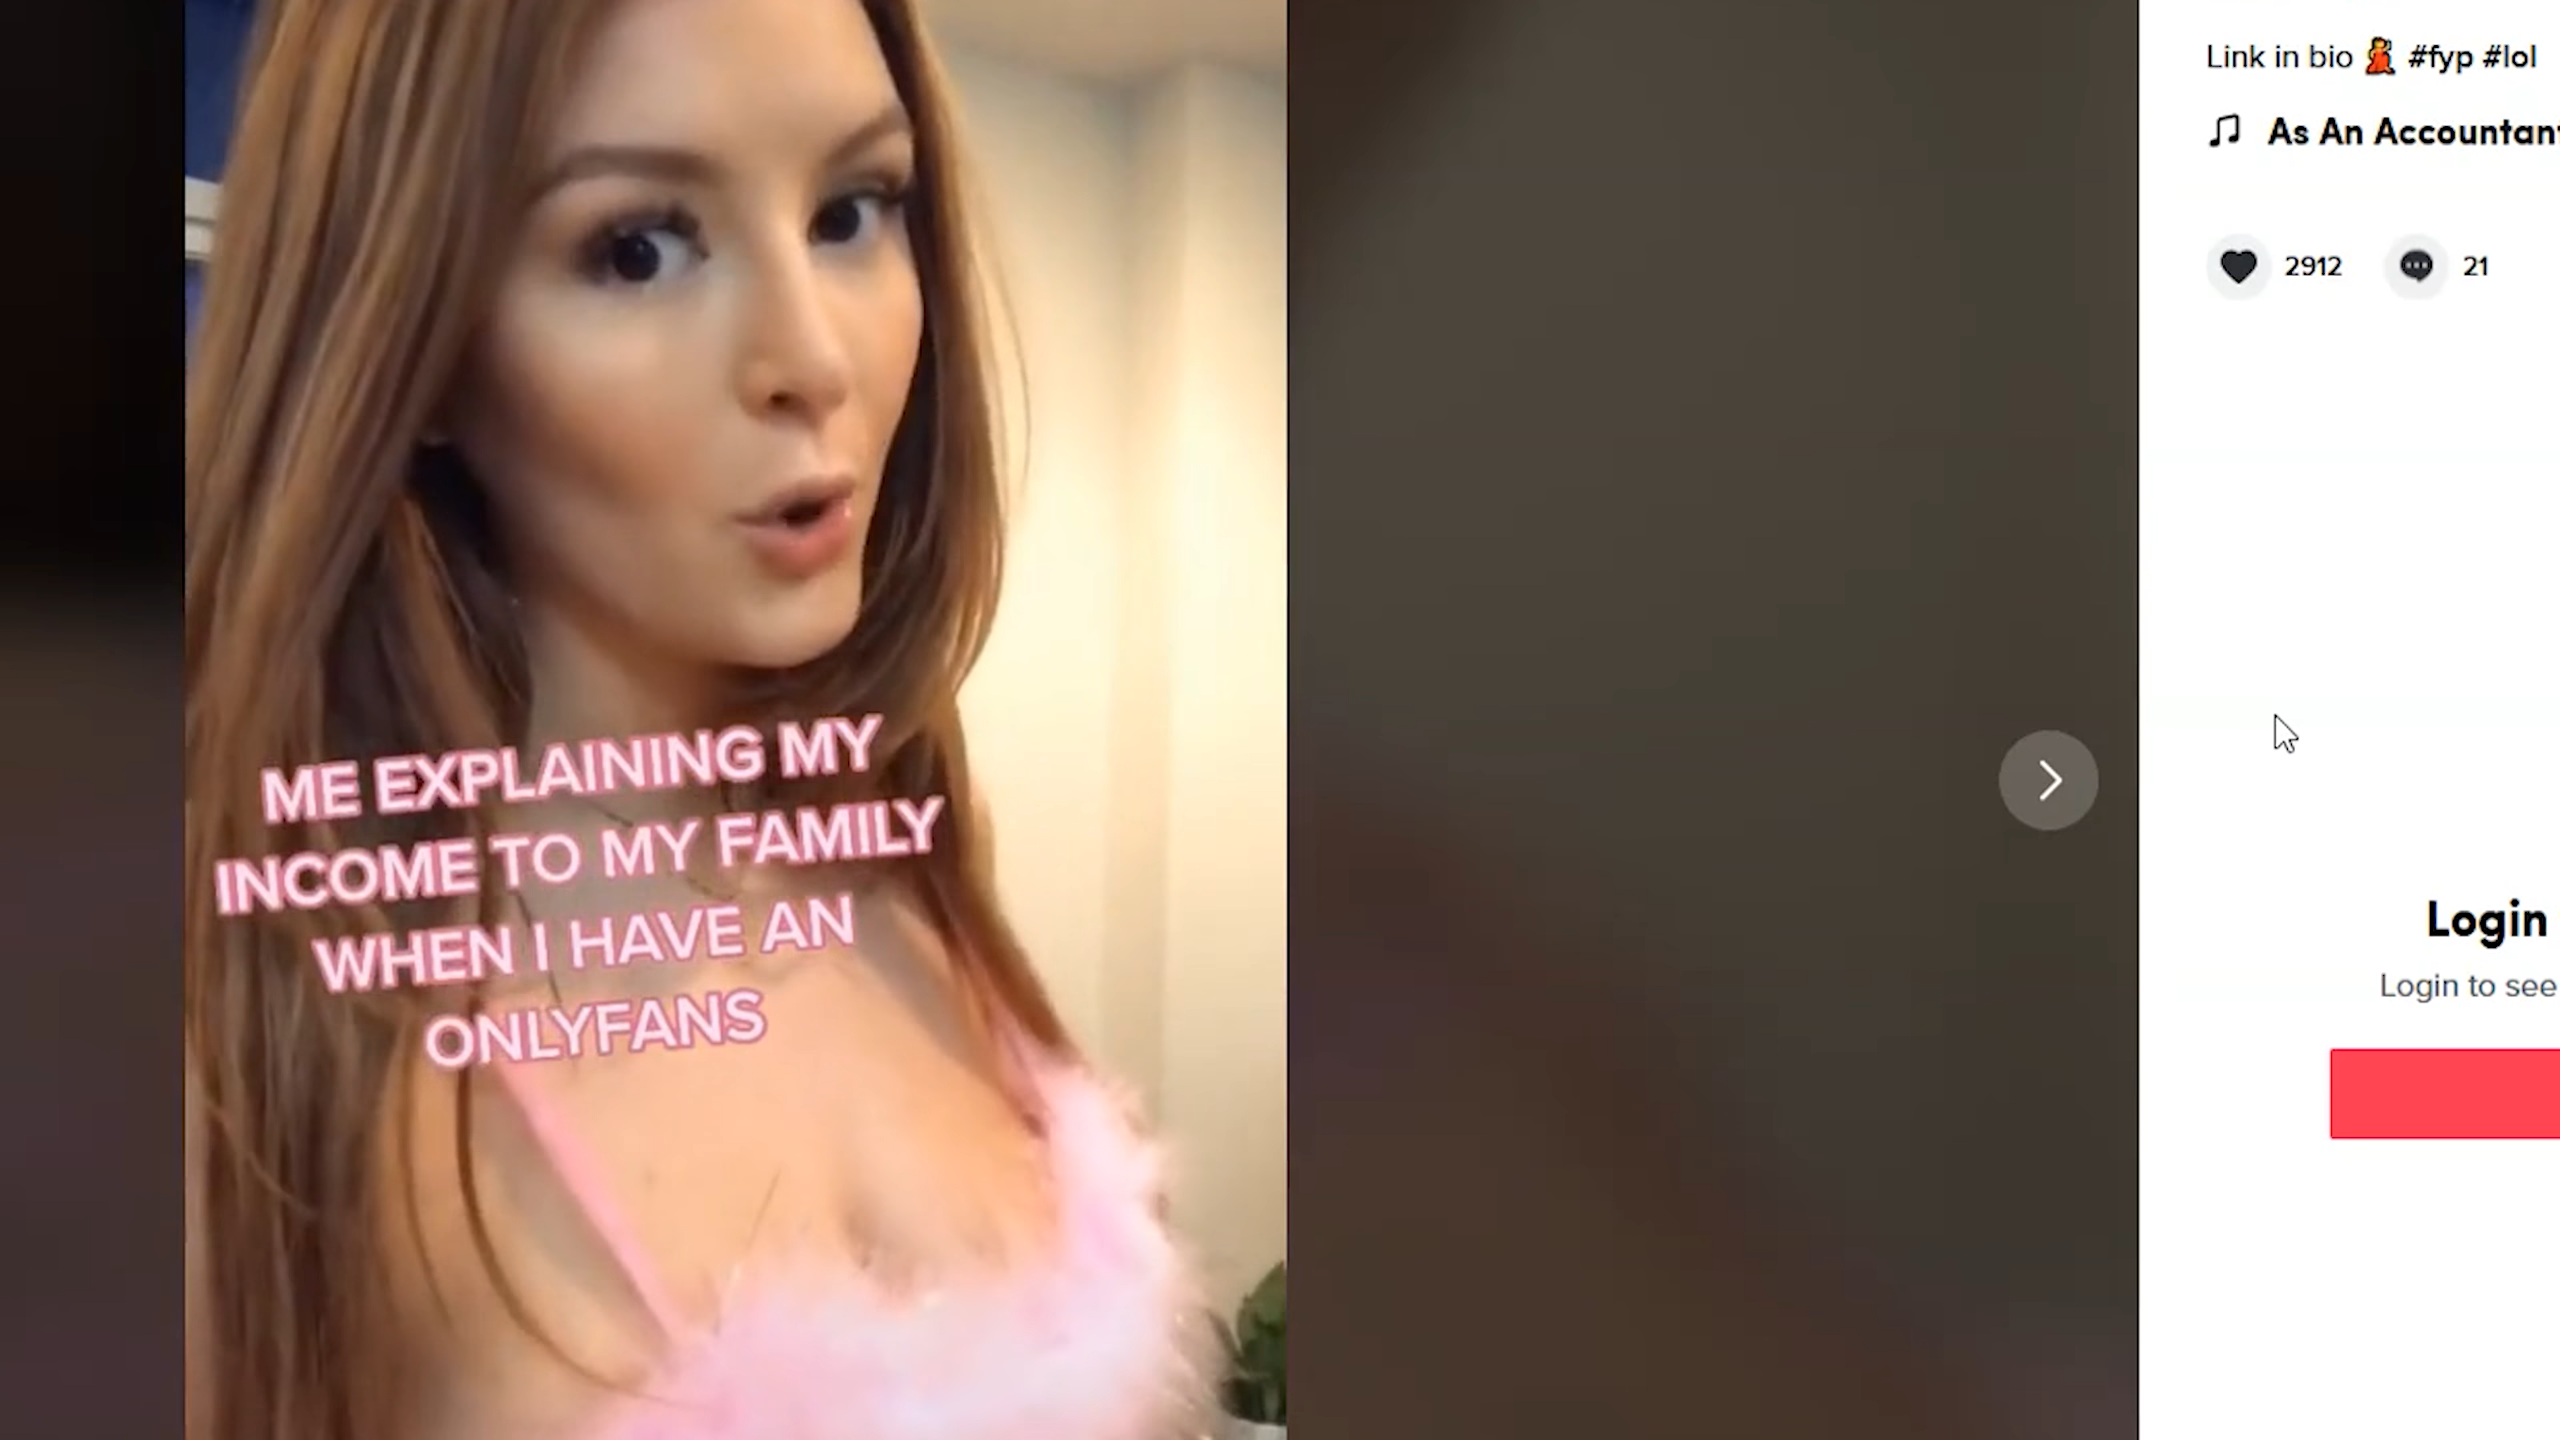 ME EXPLAINING MY
INCOME TO MY FAMILY
WHEN I HAVE AN
ONLYFANS
Link in bio 💃 #fyp #lol
As An Accountant
2912
21
Login
Login to see